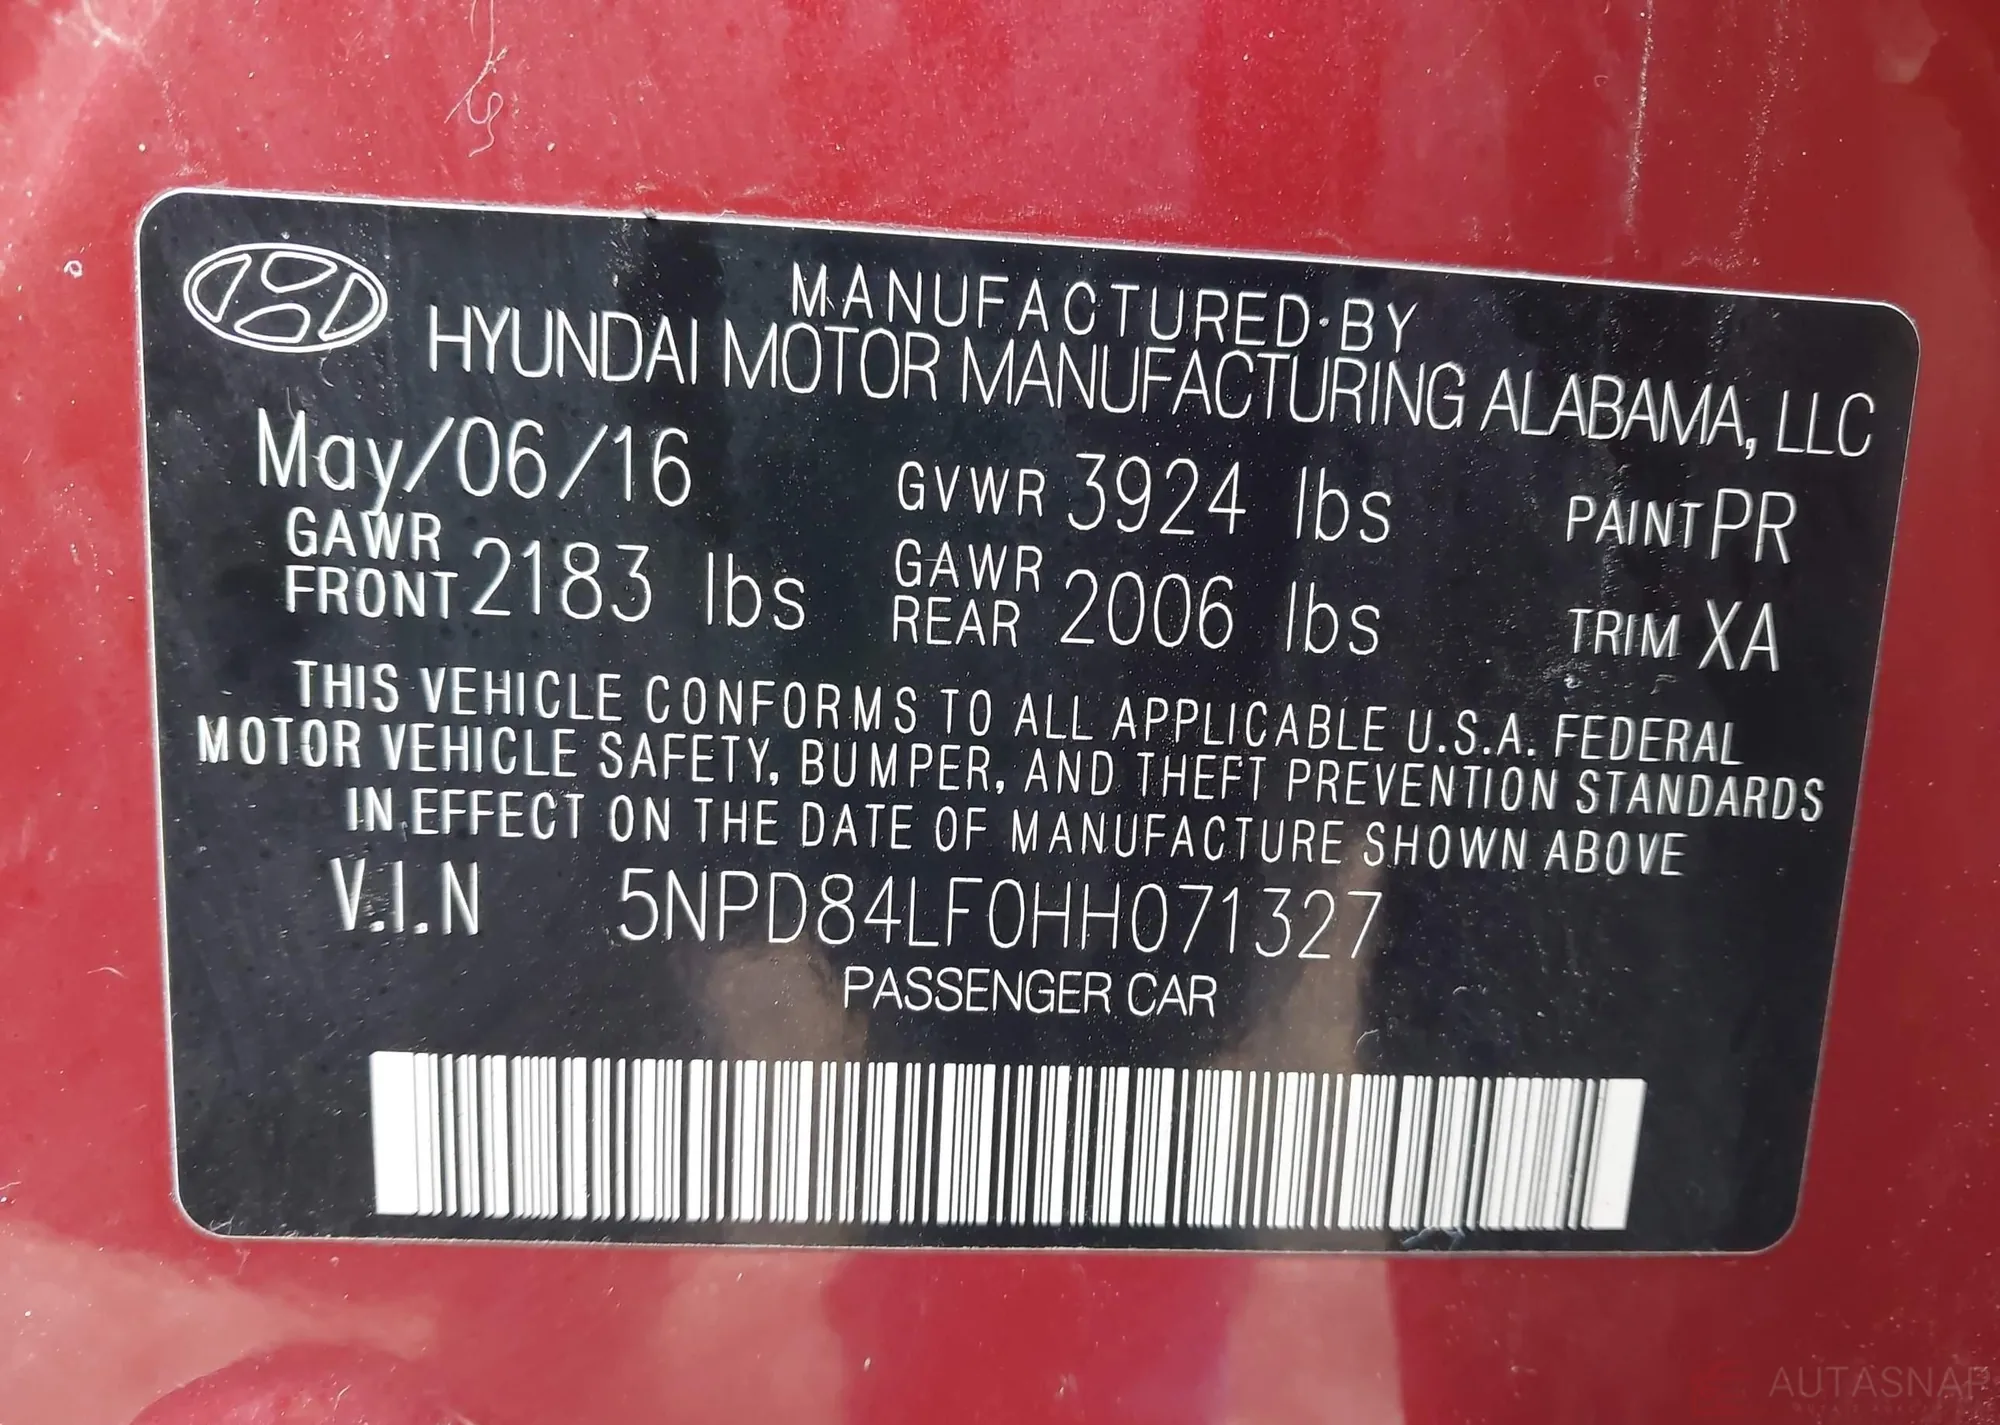 MANUFACTURED BY
HYUNDAI MOTOR MANUFACTURING ALABAMA, LLC
May/06/16 GVWR 3924 lbs PAINT PR
GAWR FRONT 2183 lbs GAWR REAR 2006 lbs TRIM XA
THIS VEHICLE CONFORMS TO ALL APPLICABLE U.S.A. FEDERAL
MOTOR VEHICLE SAFETY, BUMPER, AND THEFT PREVENTION STANDARDS
IN EFFECT ON THE DATE OF MANUFACTURE SHOWN ABOVE
V.I.N 5NPD84LF0HH071327
PASSENGER CAR
AUTASNAP